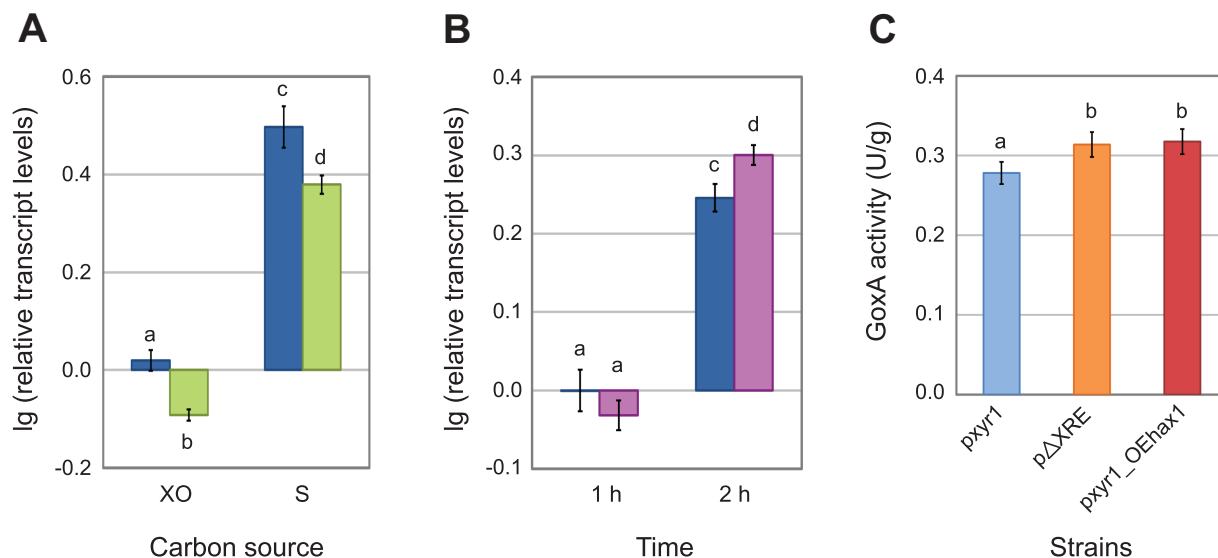 A
lg (relative transcript levels)
0.6
0.4
0.2
0.0
-0.2
a
b
c
d
XO
S
Carbon source
B
lg (relative transcript levels)
0.4
0.3
0.2
0.1
0.0
-0.1
a
a
c
d
1 h
2 h
Time
C
GoxA activity (U/g)
0.4
0.3
0.2
0.1
0.0
a
b
b
pxyr1
pΔXRE
pxyr1_OEhax1
Strains